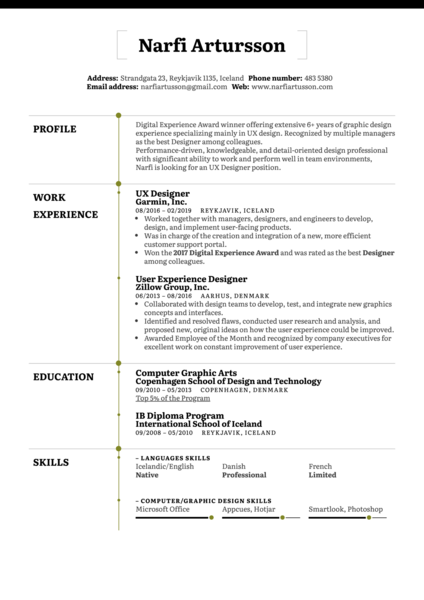 Narfi Artursson
Address: Strandgata 23, Reykjavik 1135, Iceland Phone number: 483 5380
Email address: narfiartusson@gmail.com Web: www.narfiartusson.com
PROFILE
Digital Experience Award winner offering extensive 6+ years of graphic design
experience specializing mainly in UX design. Recognized by multiple managers
as the best Designer among colleagues.
Performance-driven, knowledgeable, and detail-oriented design professional
with significant ability to work and perform well in team environments,
Narfi is looking for an UX Designer position.
WORK
EXPERIENCE
UX Designer
Garmin, Inc.
08/2016 – 02/2019 REYKJAVIK, ICELAND
• Worked together with managers, designers, and engineers to develop,
design, and implement user-facing products.
• Was in charge of the creation and integration of a new, more efficient
customer support portal.
• Won the 2017 Digital Experience Award and was rated as the best Designer
among colleagues.
User Experience Designer
Zillow Group, Inc.
06/2013 – 08/2016 AARHUS, DENMARK
• Collaborated with design teams to develop, test, and integrate new graphics
concepts and interfaces.
• Identified and resolved flaws, conducted user research and analysis, and
proposed new, original ideas on how the user experience could be improved.
• Awarded Employee of the Month and recognized by company executives for
excellent work on constant improvement of user experience.
EDUCATION
Computer Graphic Arts
Copenhagen School of Design and Technology
09/2010 – 05/2013 COPENHAGEN, DENMARK
Top 5% of the Program
IB Diploma Program
International School of Iceland
09/2008 – 05/2010 REYKJAVIK, ICELAND
SKILLS
– LANGUAGES SKILLS
Icelandic/English Danish French
Native Professional Limited
– COMPUTER/GRAPHIC DESIGN SKILLS
Microsoft Office Appcues, Hotjar Smartlook, Photoshop